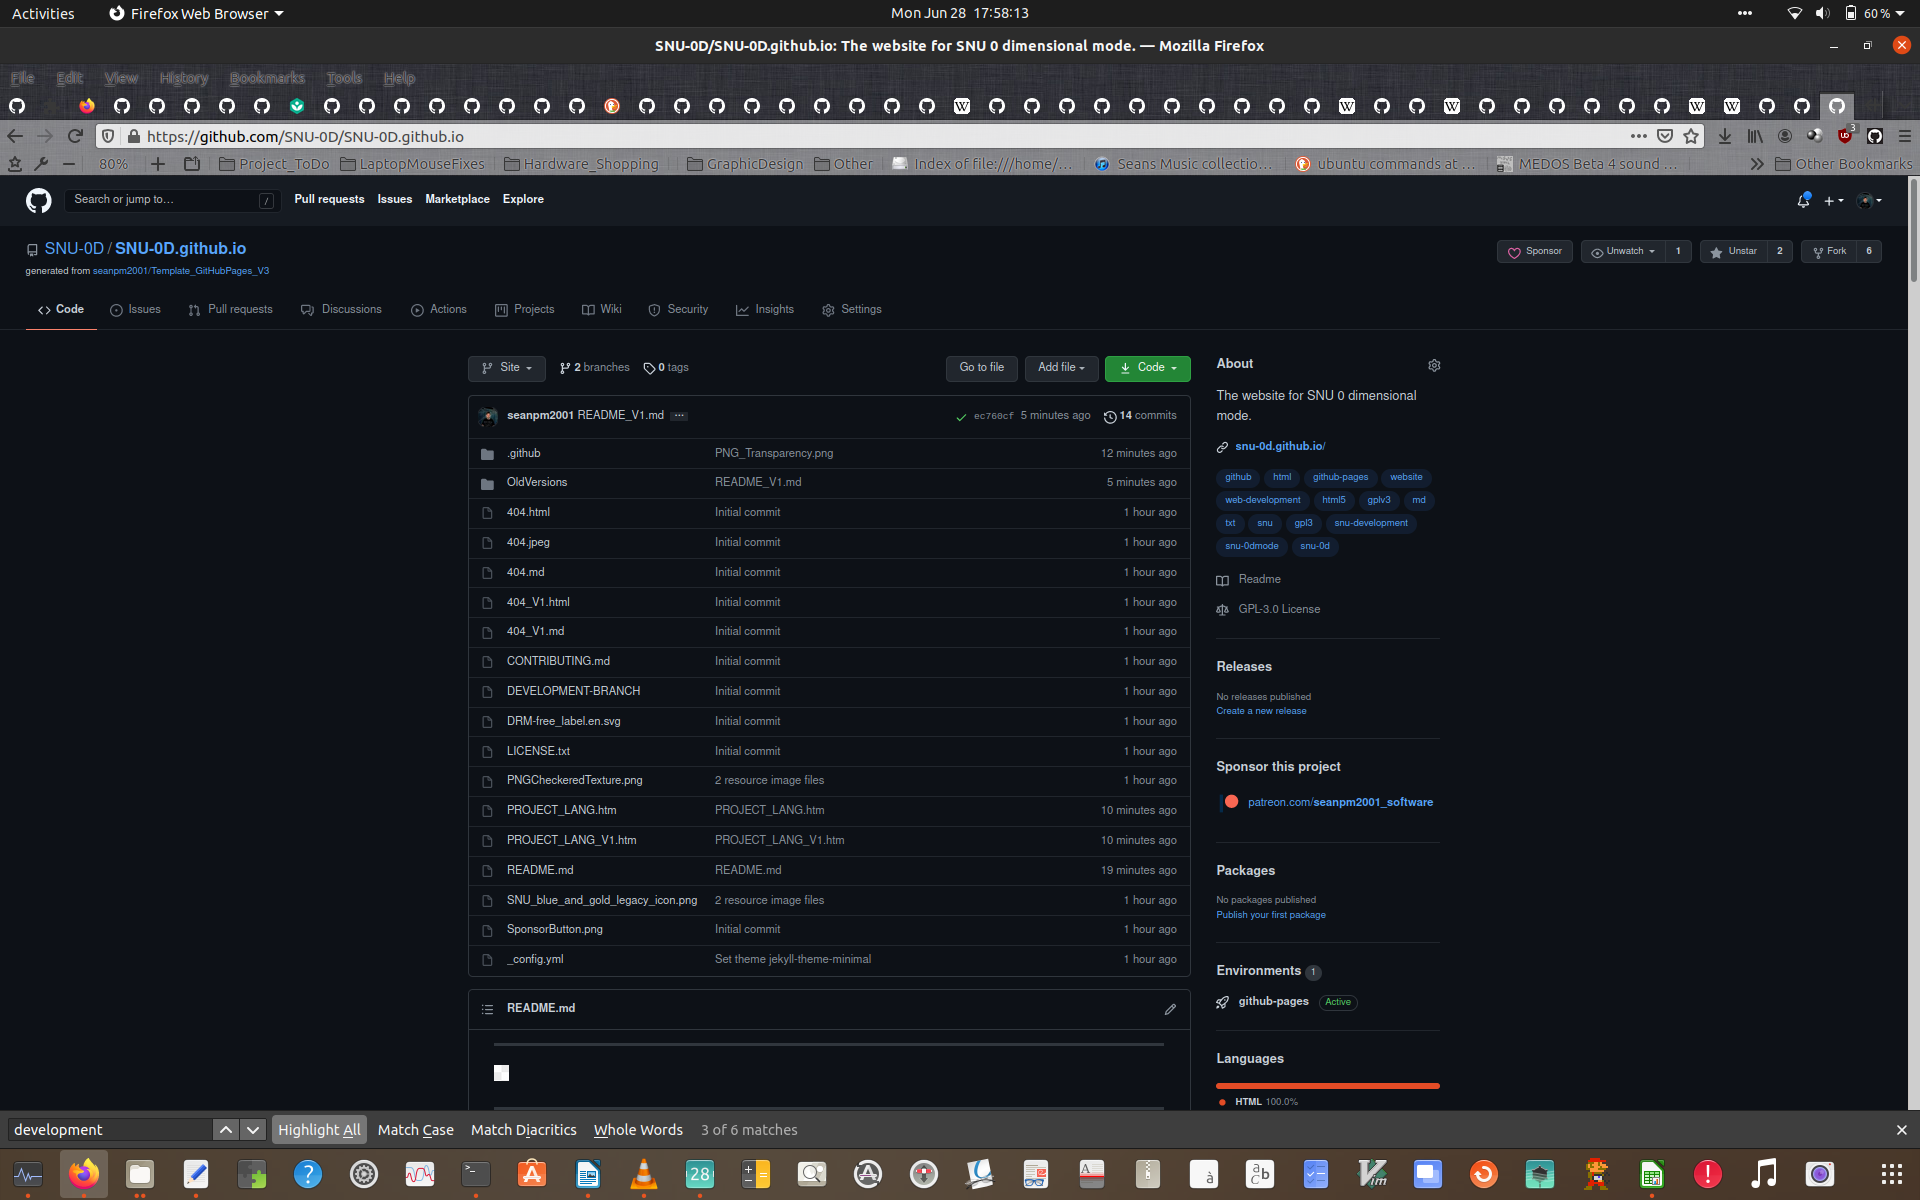 Activities Firefox Web Browser Mon Jun 28 17:58:13 60%
SNU-0D/SNU-0D.github.io: The website for SNU 0 dimensional mode. — Mozilla Firefox
File Edit View History Bookmarks Tools Help
https://github.com/SNU-0D/SNU-0D.github.io 3
80% Project_ToDo LaptopMouseFixes Hardware_Shopping GraphicDesign Other Index of file:///home/... Seans Music collectio... ubuntu commands at ... MEDOS Beta 4 sound ... Other Bookmarks
Search or jump to... / Pull requests Issues Marketplace Explore
SNU-0D / SNU-0D.github.io Sponsor Unwatch 1 Unstar 2 Fork 6
generated from seanpm2001/Template_GitHubPages_V3
Code Issues Pull requests Discussions Actions Projects Wiki Security Insights Settings
Site 2 branches 0 tags Go to file Add file Code
seanpm2001 README_V1.md ... ec760cf 5 minutes ago 14 commits
.github PNG_Transparency.png 12 minutes ago
OldVersions README_V1.md 5 minutes ago
404.html Initial commit 1 hour ago
404.jpeg Initial commit 1 hour ago
404.md Initial commit 1 hour ago
404_V1.html Initial commit 1 hour ago
404_V1.md Initial commit 1 hour ago
CONTRIBUTING.md Initial commit 1 hour ago
DEVELOPMENT-BRANCH Initial commit 1 hour ago
DRM-free_label.en.svg Initial commit 1 hour ago
LICENSE.txt Initial commit 1 hour ago
PNGCheckeredTexture.png 2 resource image files 1 hour ago
PROJECT_LANG.htm PROJECT_LANG.htm 10 minutes ago
PROJECT_LANG_V1.htm PROJECT_LANG_V1.htm 10 minutes ago
README.md README.md 19 minutes ago
SNU_blue_and_gold_legacy_icon.png 2 resource image files 1 hour ago
SponsorButton.png Initial commit 1 hour ago
_config.yml Set theme jekyll-theme-minimal 1 hour ago
README.md
About
The website for SNU 0 dimensional
mode.
snu-0d.github.io/
github html github-pages website
web-development html5 gplv3 md
txt snu gpl3 snu-development
snu-0dmode snu-0d
Readme
GPL-3.0 License
Releases
No releases published
Create a new release
Sponsor this project
patreon.com/seanpm2001_software
Packages
No packages published
Publish your first package
Environments 1
github-pages Active
Languages
HTML 100.0%
development Highlight All Match Case Match Diacritics Whole Words 3 of 6 matches
28